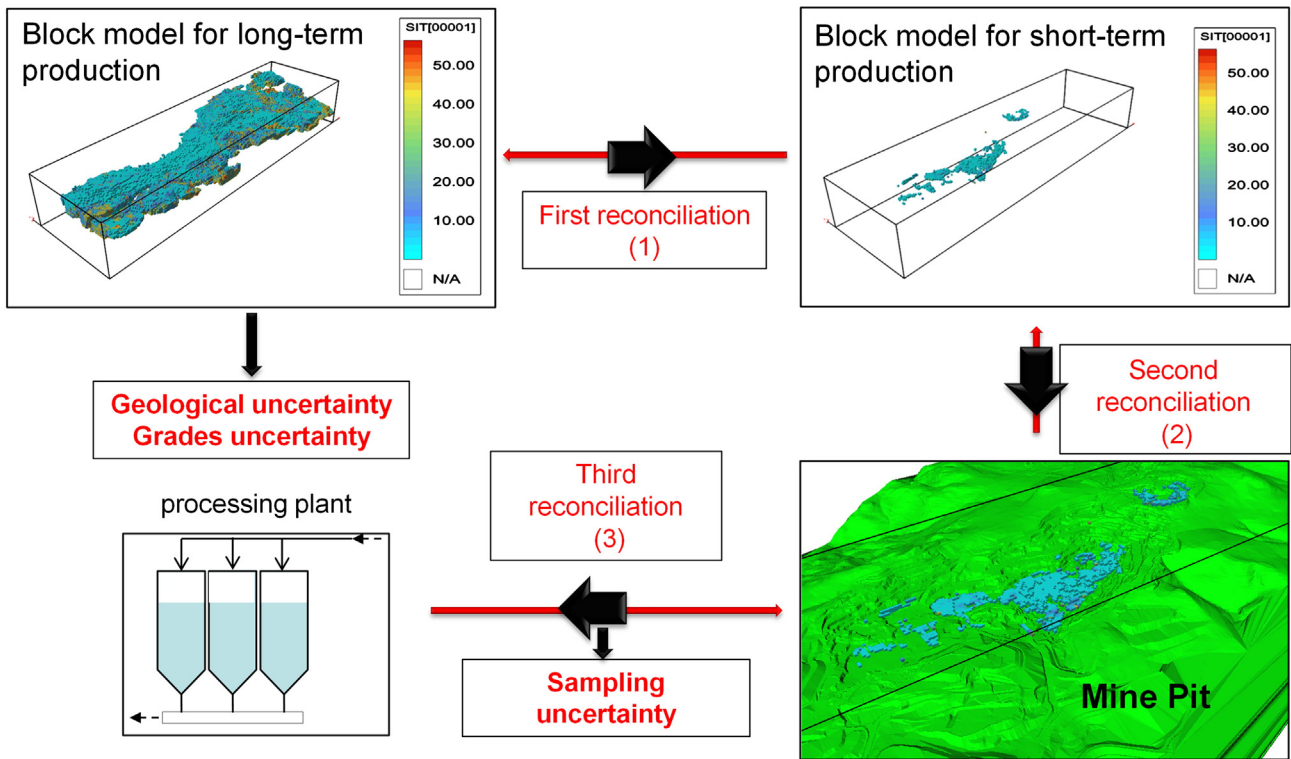 Block model for long-term
production
SIT[00001]
50.00
40.00
30.00
20.00
10.00
N/A
Block model for short-term
production
SIT[00001]
50.00
40.00
30.00
20.00
10.00
N/A
First reconciliation
(1)
Geological uncertainty
Grades uncertainty
Second
reconciliation
(2)
Third
reconciliation
(3)
processing plant
Sampling
uncertainty
Mine Pit